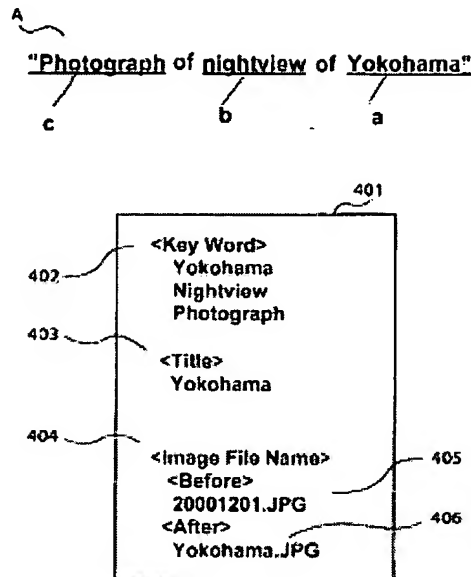 A
"Photograph of nightview of Yokohama"
c b a
401
402 <Key Word>
Yokohama
Nightview
Photograph
403
<Title>
Yokohama
404
<Image File Name>
405
<Before>
20001201.JPG
<After>
406
Yokohama.JPG